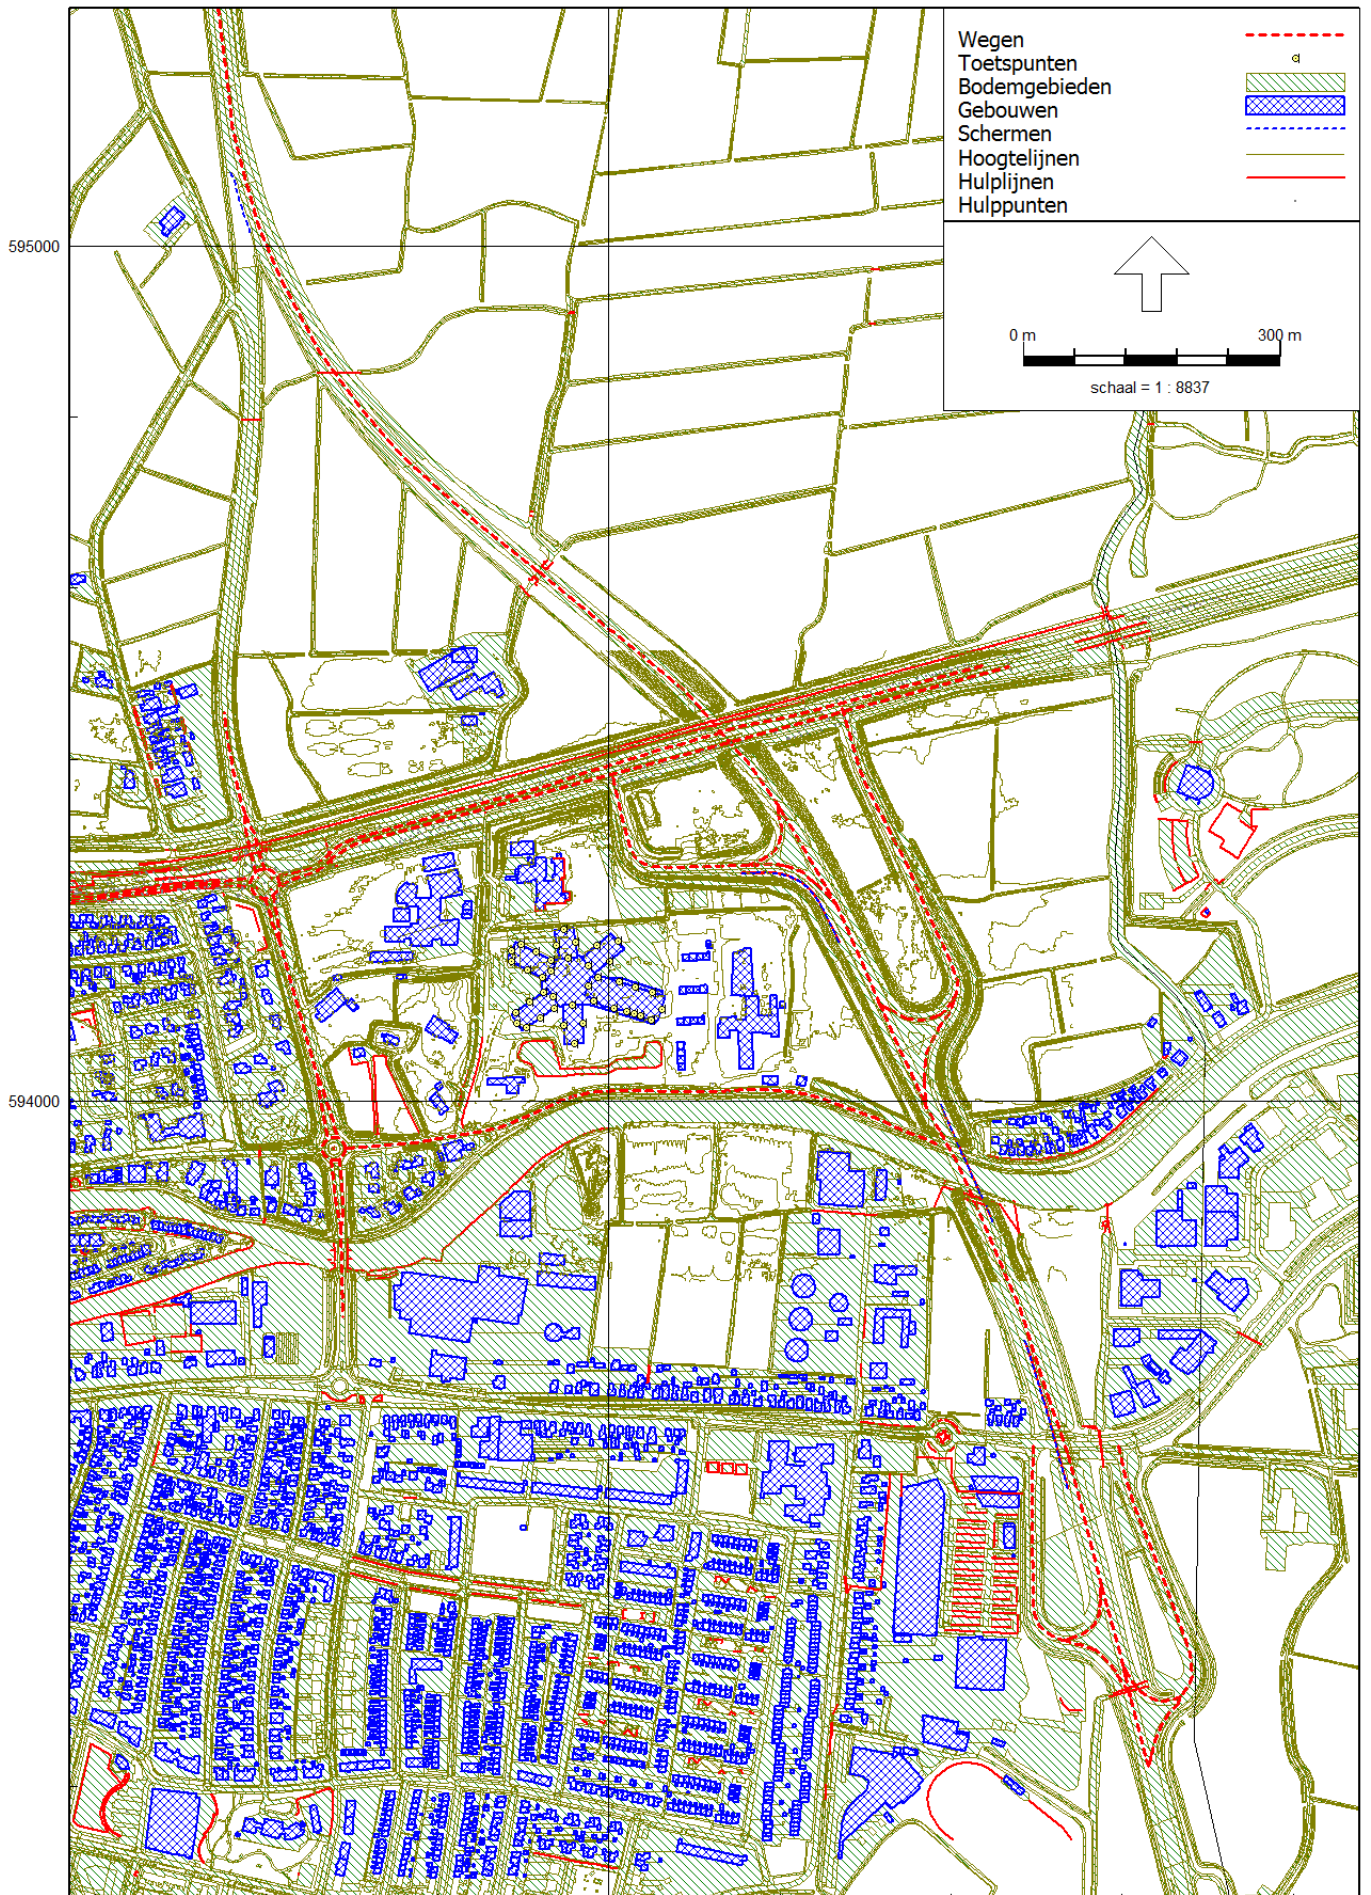 Wegen
Toetspunten
Bodemgebieden
Gebouwen
Schermen
Hoogtelijnen
Hulplijnen
Hulppunten
595000
0 m 300 m
schaal = 1 : 8837
594000